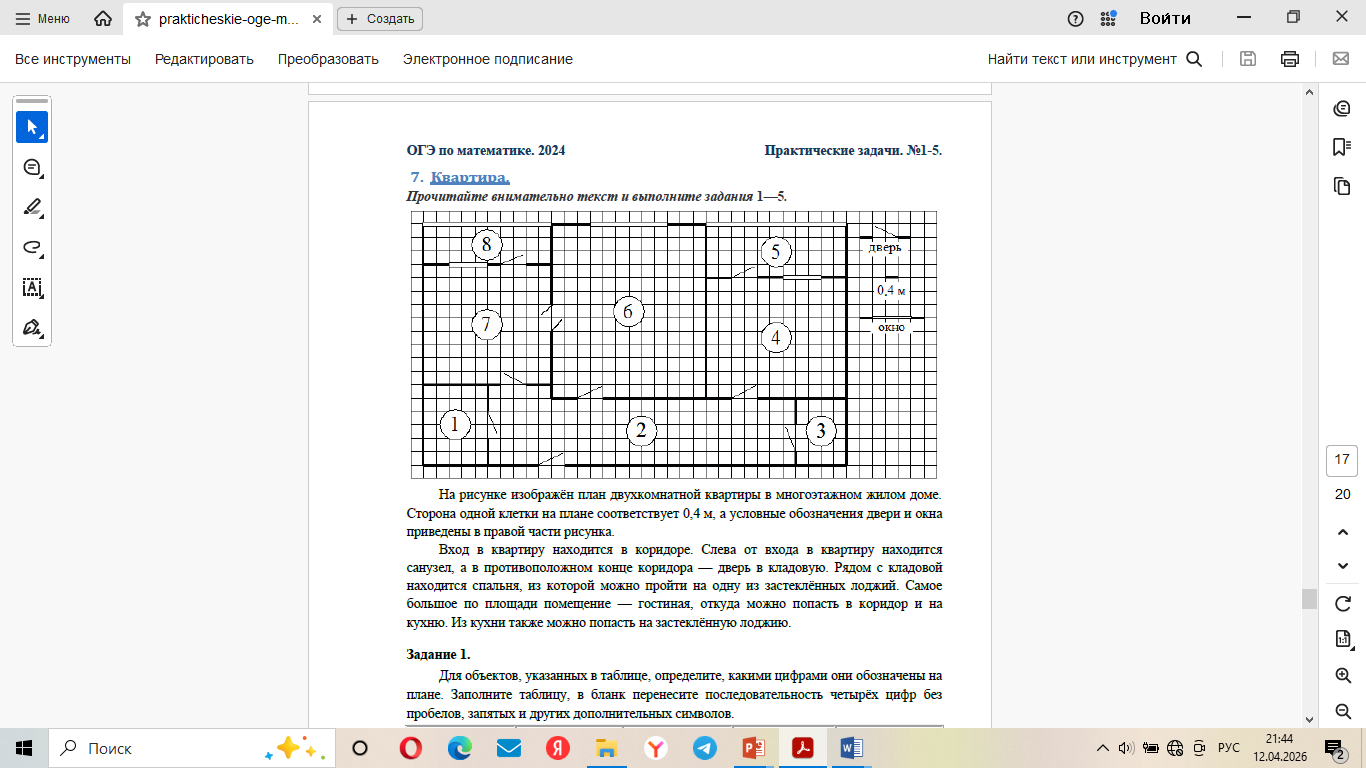 Меню
prakticheskie-oge-m...
Создать
Войти
Все инструменты
Редактировать
Преобразовать
Электронное подписание
Найти текст или инструмент
ОГЭ по математике. 2024
Практические задачи. №1-5.
7. Квартира.
Прочитайте внимательно текст и выполните задания 1—5.
8
5
дверь
0,4 м
окно
6
7
4
1
2
3
На рисунке изображён план двухкомнатной квартиры в многоэтажном жилом доме.
Сторона одной клетки на плане соответствует 0,4 м, а условные обозначения двери и окна
приведены в правой части рисунка.
Вход в квартиру находится в коридоре. Слева от входа в квартиру находится
санузел, а в противоположном конце коридора — дверь в кладовую. Рядом с кладовой
находится спальня, из которой можно пройти на одну из застеклённых лоджий. Самое
большое по площади помещение — гостиная, откуда можно попасть в коридор и на
кухню. Из кухни также можно попасть на застеклённую лоджию.
Задание 1.
Для объектов, указанных в таблице, определите, какими цифрами они обозначены на
плане. Заполните таблицу, в бланк перенесите последовательность четырёх цифр без
пробелов, запятых и других дополнительных символов.
17
20
1:1
Поиск
РУС
21:44
12.04.2026
2